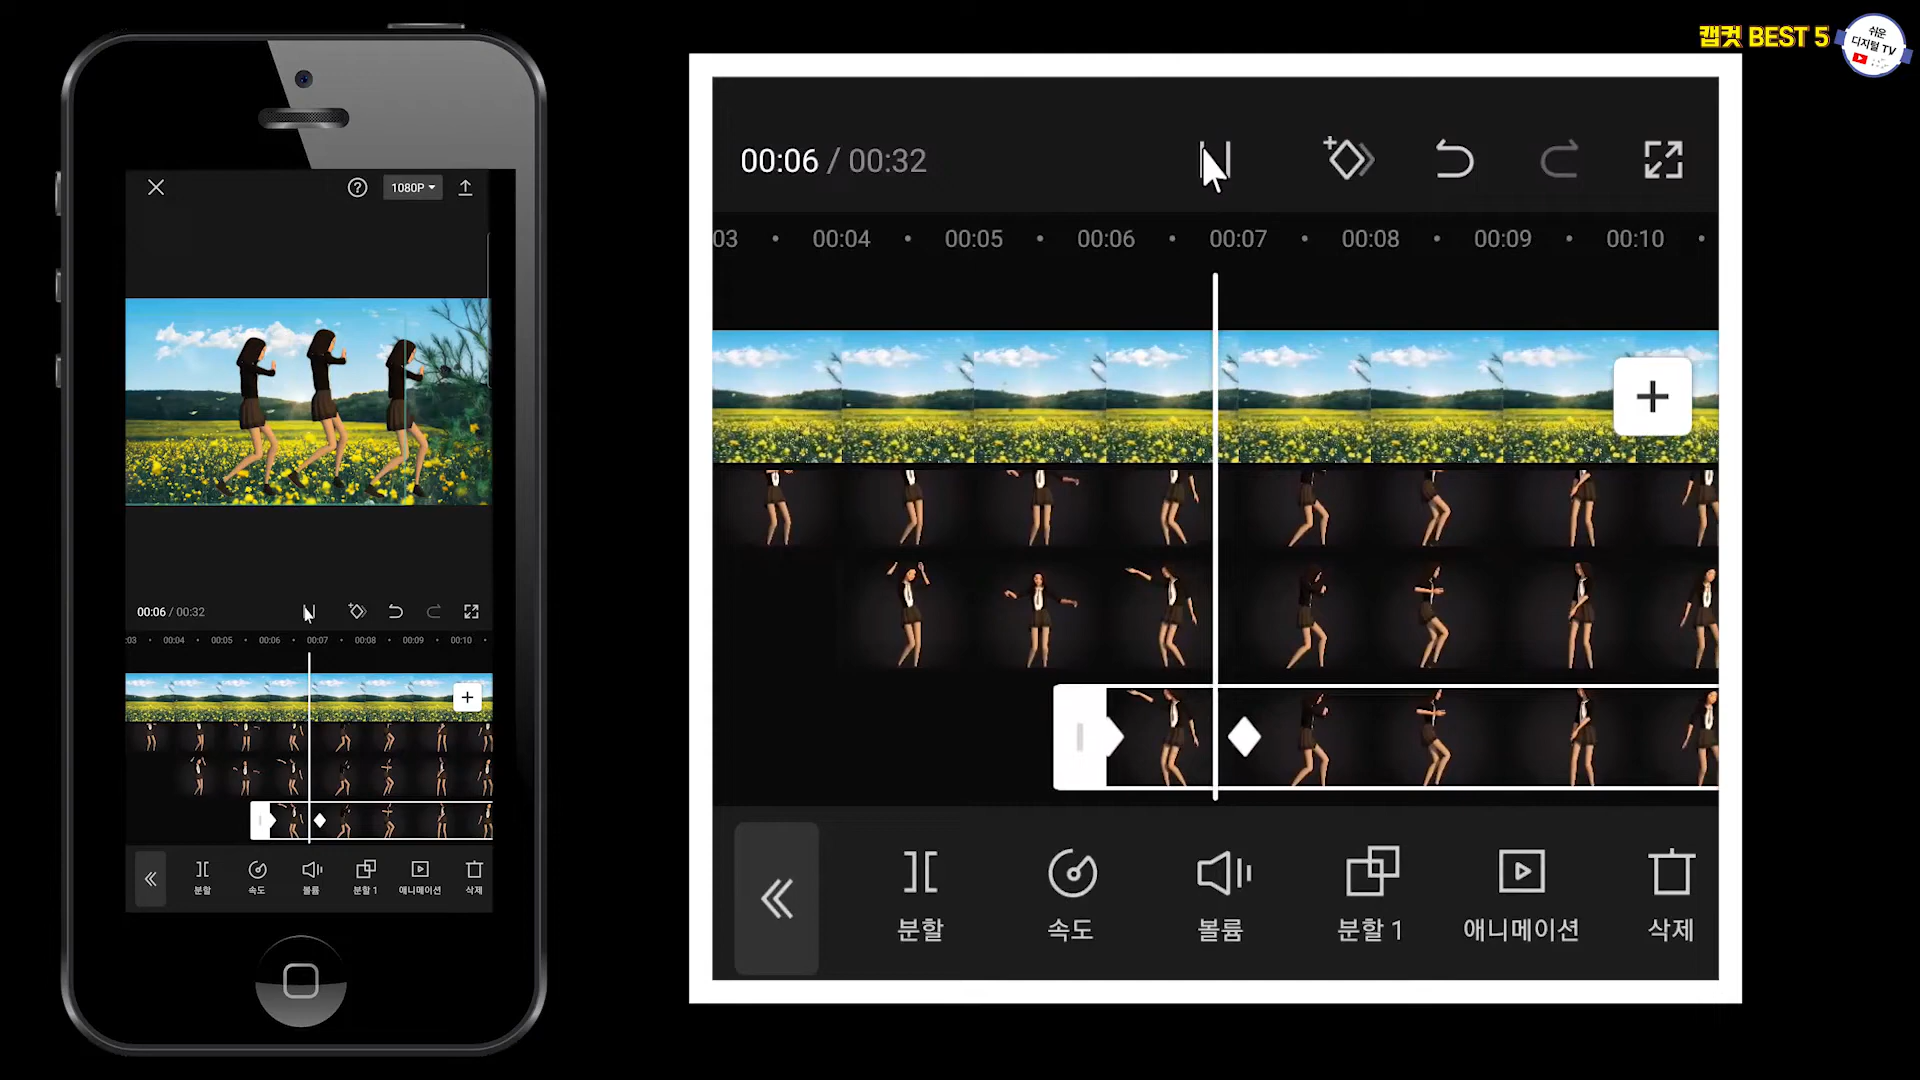 캡컷 BEST 5
쉬운
디지털 TV
1080P
00:06 / 00:32
:03 00:04 00:05 00:06 00:07 00:08 00:09 00:10
분할 속도 볼륨 분할 1 애니메이션 삭제
00:06 / 00:32
03 00:04 00:05 00:06 00:07 00:08 00:09 00:10
분할 속도 볼륨 분할 1 애니메이션 삭제